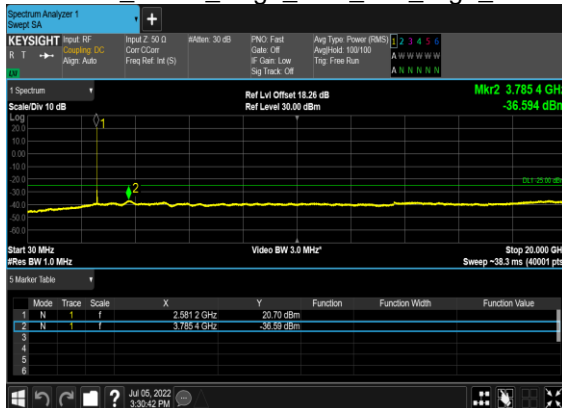 Spectrum Analyzer 1
Swept SA
+
KEYSIGHT Input: RF Input Z: 50 Ω #Atten: 30 dB PNO: Fast Avg Type: Power (RMS) 1 2 3 4 5 6
R T Coupling: DC Corr CCorr Gate: Off Avg|Hold: 100/100 A W W W W W
Align: Auto Freq Ref: Int (S) IF Gain: Low Trig: Free Run
Sig Track: Off A N N N N N
1 Spectrum Ref Lvl Offset 18.26 dB Mkr2 3.785 4 GHz
Scale/Div 10 dB Ref Level 30.00 dBm -36.594 dBm
Log
20.0
10.0
0.00
-10.0
-20.0
-30.0
-40.0
-50.0
-60.0
1
2
DL1 -25.00 dBm
Start 30 MHz Video BW 3.0 MHz* Stop 20.000 GH
#Res BW 1.0 MHz Sweep ~38.3 ms (40001 pts
5 Marker Table
Mode Trace Scale X Y Function Function Width Function Value
1 N 1 f 2.581 2 GHz 20.70 dBm
2 N 1 f 3.785 4 GHz -36.59 dBm
3
4
5
6
? Jul 05, 2022
3:30:42 PM